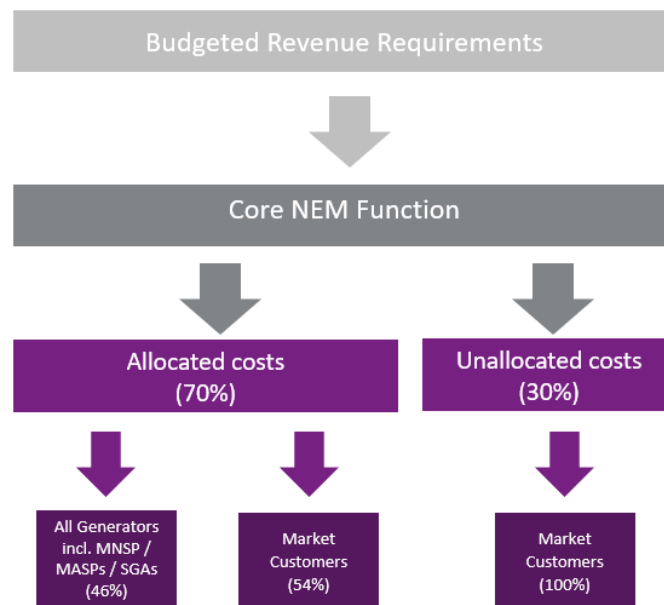 Budgeted Revenue Requirements
Core NEM Function
Allocated costs
(70%)
Unallocated costs
(30%)
All Generators
incl. MNSP /
MASPs / SGAs
(46%)
Market
Customers
(54%)
Market
Customers
(100%)